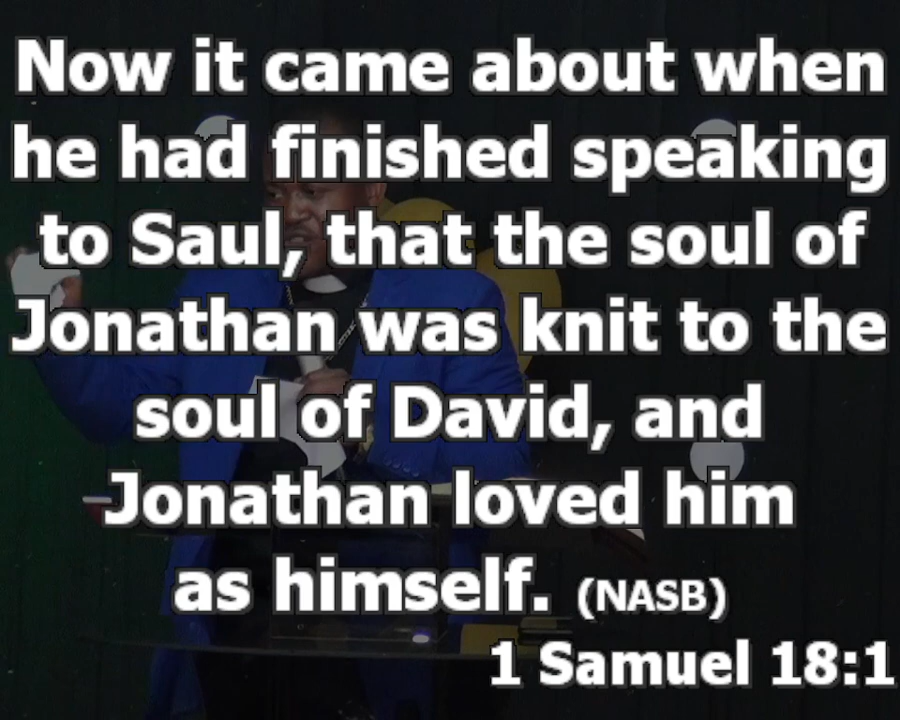 Now it came about when
he had finished speaking
to Saul, that the soul of
Jonathan was knit to the
soul of David, and
Jonathan loved him
as himself. (NASB)
1 Samuel 18:1